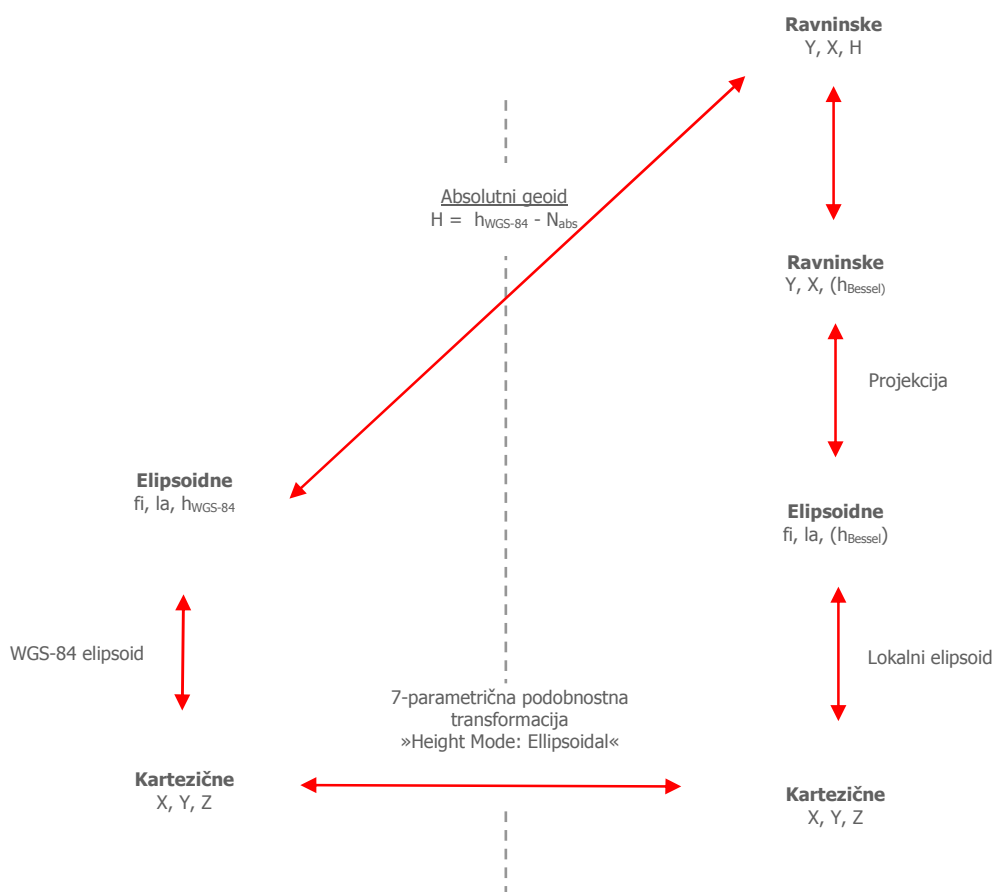 Ravninske
Y, X, H
Absolutni geoid
H = hWGS-84 - Nabs
Ravninske
Y, X, (hBessel)
Projekcija
Elipsoidne
fi, la, hWGS-84
Elipsoidne
fi, la, (hBessel)
WGS-84 elipsoid
Lokalni elipsoid
7-parametrična podobnostna
transformacija
»Height Mode: Ellipsoidal«
Kartezične
X, Y, Z
Kartezične
X, Y, Z